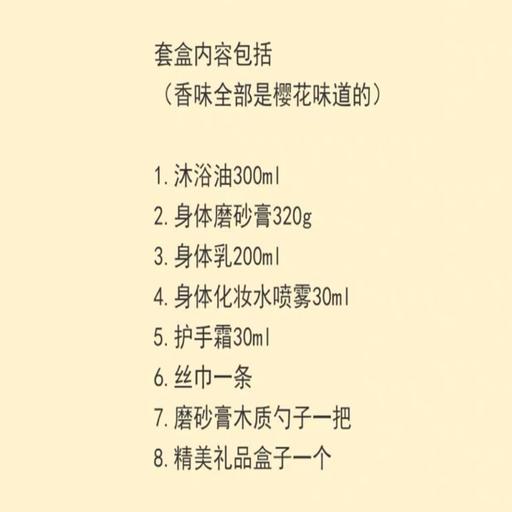 套盒内容包括
（香味全部是樱花味道的）
1.沐浴油300ml
2.身体磨砂膏320g
3.身体乳200ml
4.身体化妆水喷雾30ml
5.护手霜30ml
6.丝巾一条
7.磨砂膏木质勺子一把
8.精美礼品盒子一个